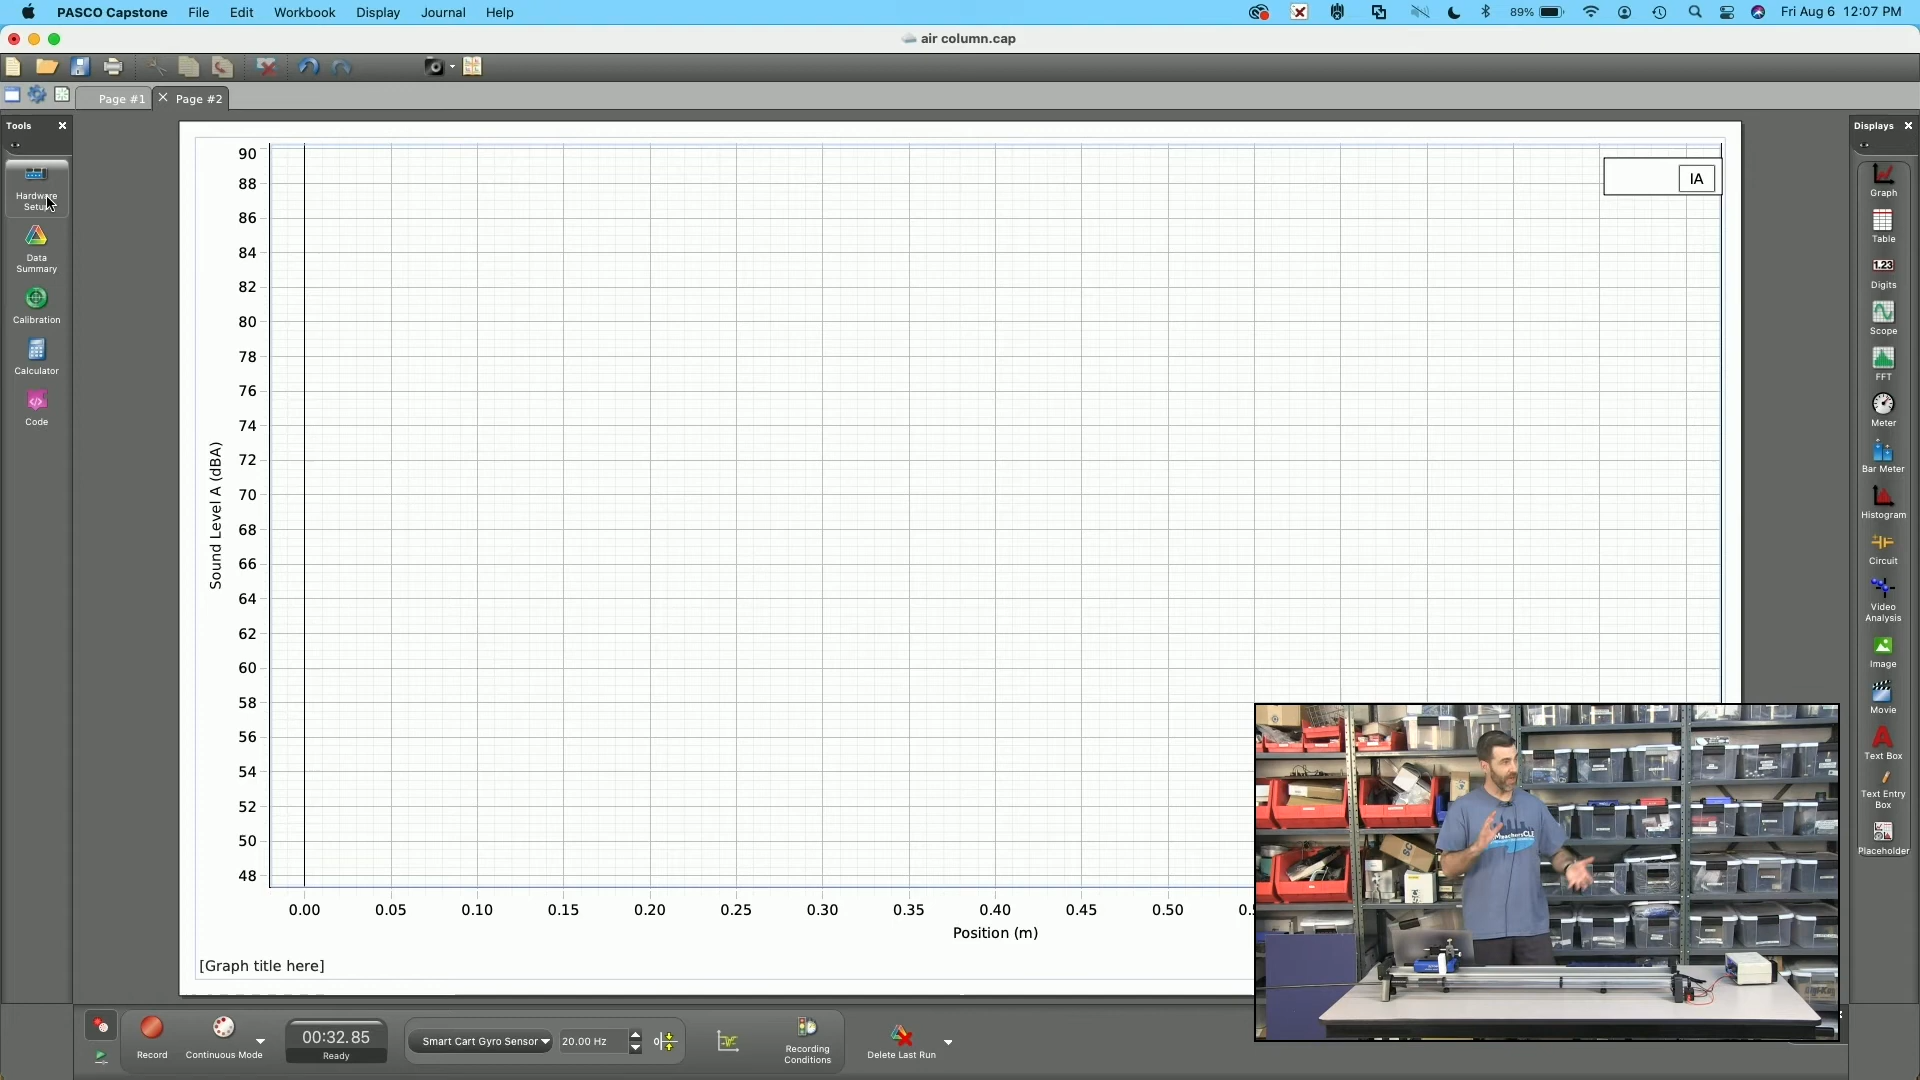 PASCO Capstone File Edit Workbook Display Journal Help 89% Fri Aug 6 12:07 PM
air column.cap
Page #1 Page #2
Tools
Hardware Setup
Data Summary
Calibration
Calculator
Code
Sound Level A (dBA)
90
88
86
84
82
80
78
76
74
72
70
68
66
64
62
60
58
56
54
52
50
48
0.00 0.05 0.10 0.15 0.20 0.25 0.30 0.35 0.40 0.45 0.50
Position (m)
[Graph title here]
IA
Displays
Graph
Table
1.23
Digits
Scope
FFT
Meter
Bar Meter
Histogram
Circuit
Video
Analysis
Image
Movie
Text Box
Text Entry
Box
Placeholder
Record
Continuous Mode
00:32.85
Ready
Smart Cart Gyro Sensor
20.00 Hz
Recording
Conditions
Delete Last Run